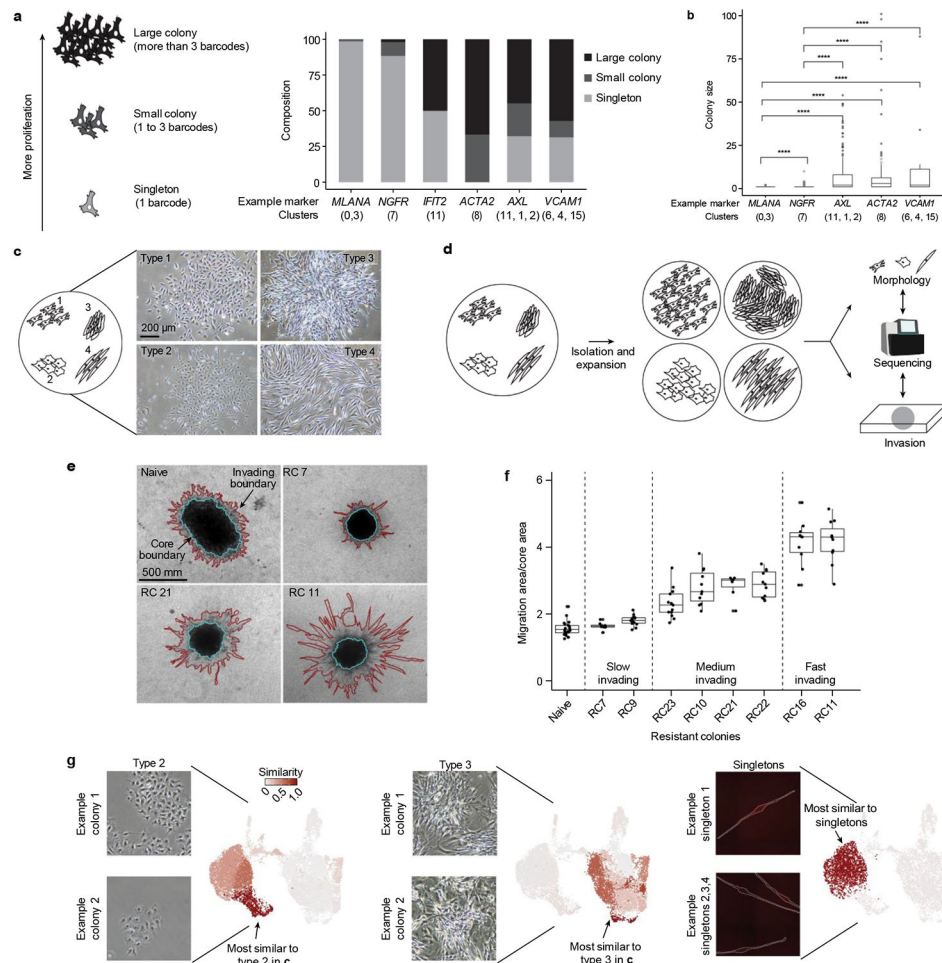 a
More proliferation
Large colony
(more than 3 barcodes)
Small colony
(1 to 3 barcodes)
Singleton
(1 barcode)
Composition
100
75
50
25
0
Large colony
Small colony
Singleton
Example marker MLANA NGFR IFIT2 ACTA2 AXL VCAM1
Clusters (0,3) (7) (11) (8) (11, 1, 2) (6, 4, 15)
b
Colony size
100
75
50
25
0
****
****
****
****
****
****
****
Example marker MLANA NGFR AXL ACTA2 VCAM1
Clusters (0,3) (7) (11, 1, 2) (8) (6, 4, 15)
c
1
3
4
2
Type 1
200 µm
Type 3
Type 2
Type 4
d
Isolation and
expansion
Morphology
Sequencing
Invasion
e
Naive
Invading
boundary
Core
boundary
500 mm
RC 7
RC 21
RC 11
f
Migration area/core area
6
4
2
0
Slow
invading
Medium
invading
Fast
invading
Naive RC7 RC9 RC23 RC10 RC21 RC22 RC16 RC11
Resistant colonies
g
Type 2
Example
colony 1
Example
colony 2
Similarity
0 0.5 1.0
Most similar to
type 2 in c
Type 3
Example
colony 1
Example
colony 2
Most similar to
type 3 in c
Singletons
Example
singleton 1
Example
singletons 2,3,4
Most similar to
singletons